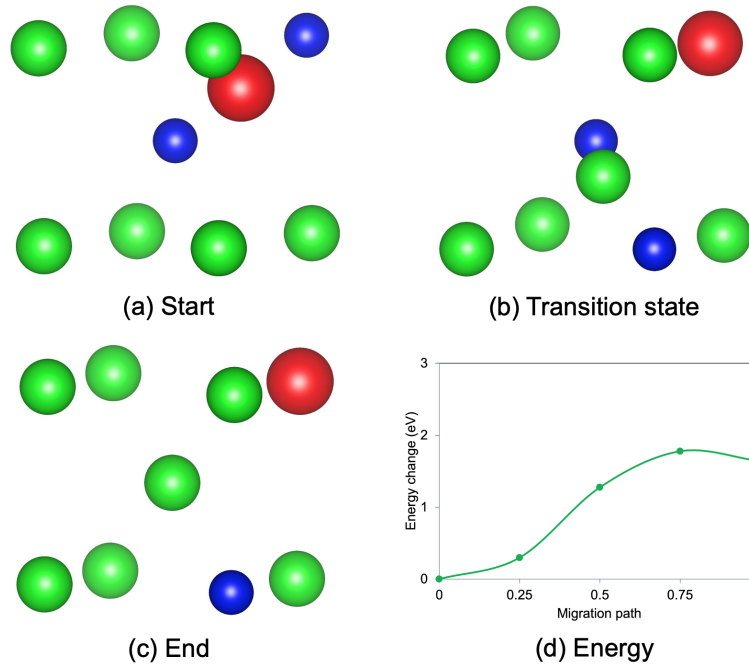 (a) Start
(b) Transition state
3
2
1
0
Energy change (eV)
0
0.25
0.5
0.75
Migration path
(c) End
(d) Energy